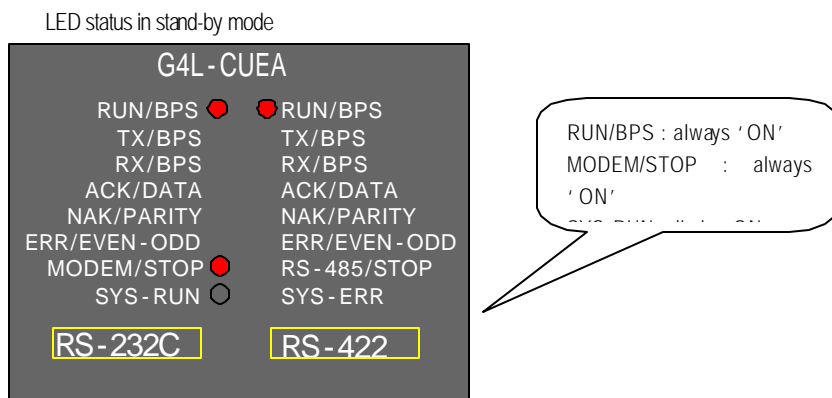 LED status in stand-by mode
G4L-CUEA
RUN/BPS RUN/BPS
TX/BPS TX/BPS
RX/BPS RX/BPS
ACK/DATA ACK/DATA
NAK/PARITY NAK/PARITY
ERR/EVEN-ODD ERR/EVEN-ODD
MODEM/STOP RS-485/STOP
SYS-RUN SYS-ERR
RS-232C RS-422
RUN/BPS : always ‘ON’
MODEM/STOP : always
‘ON’